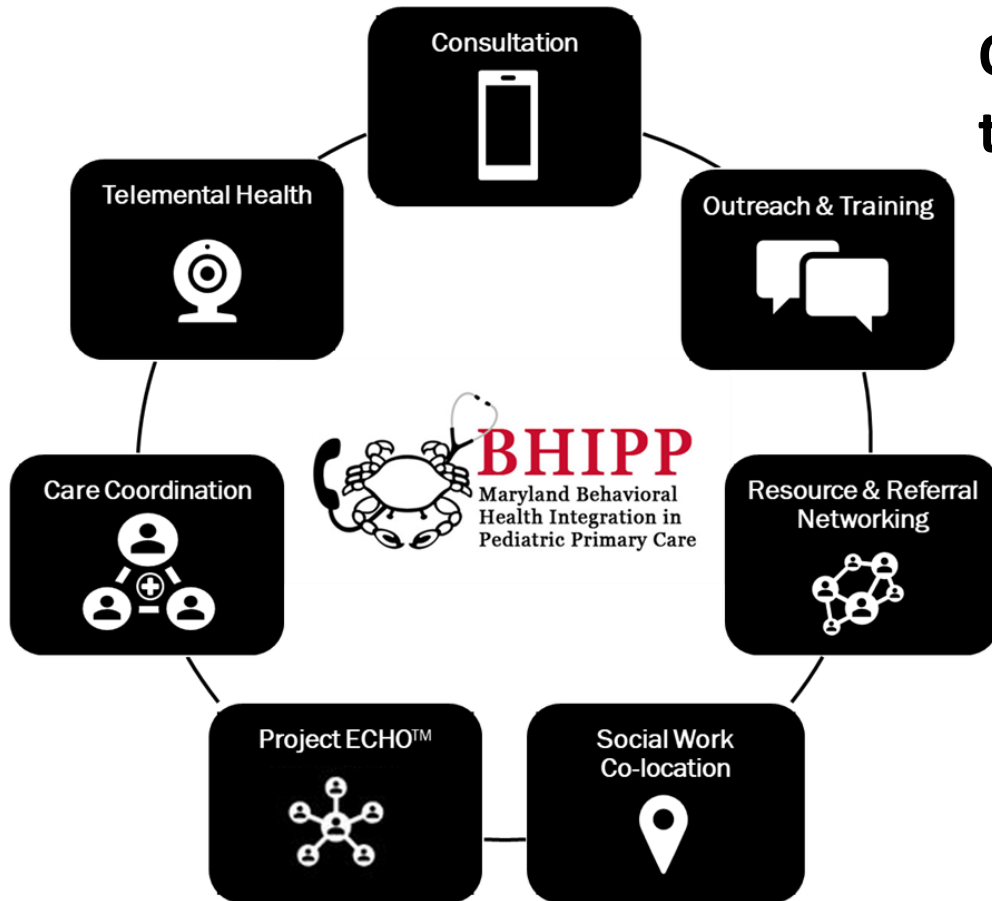 Consultation
Outreach & Training
Resource & Referral
Networking
Social Work
Co-location
Project ECHO™
Care Coordination
Telemental Health
BHIPP
Maryland Behavioral
Health Integration in
Pediatric Primary Care